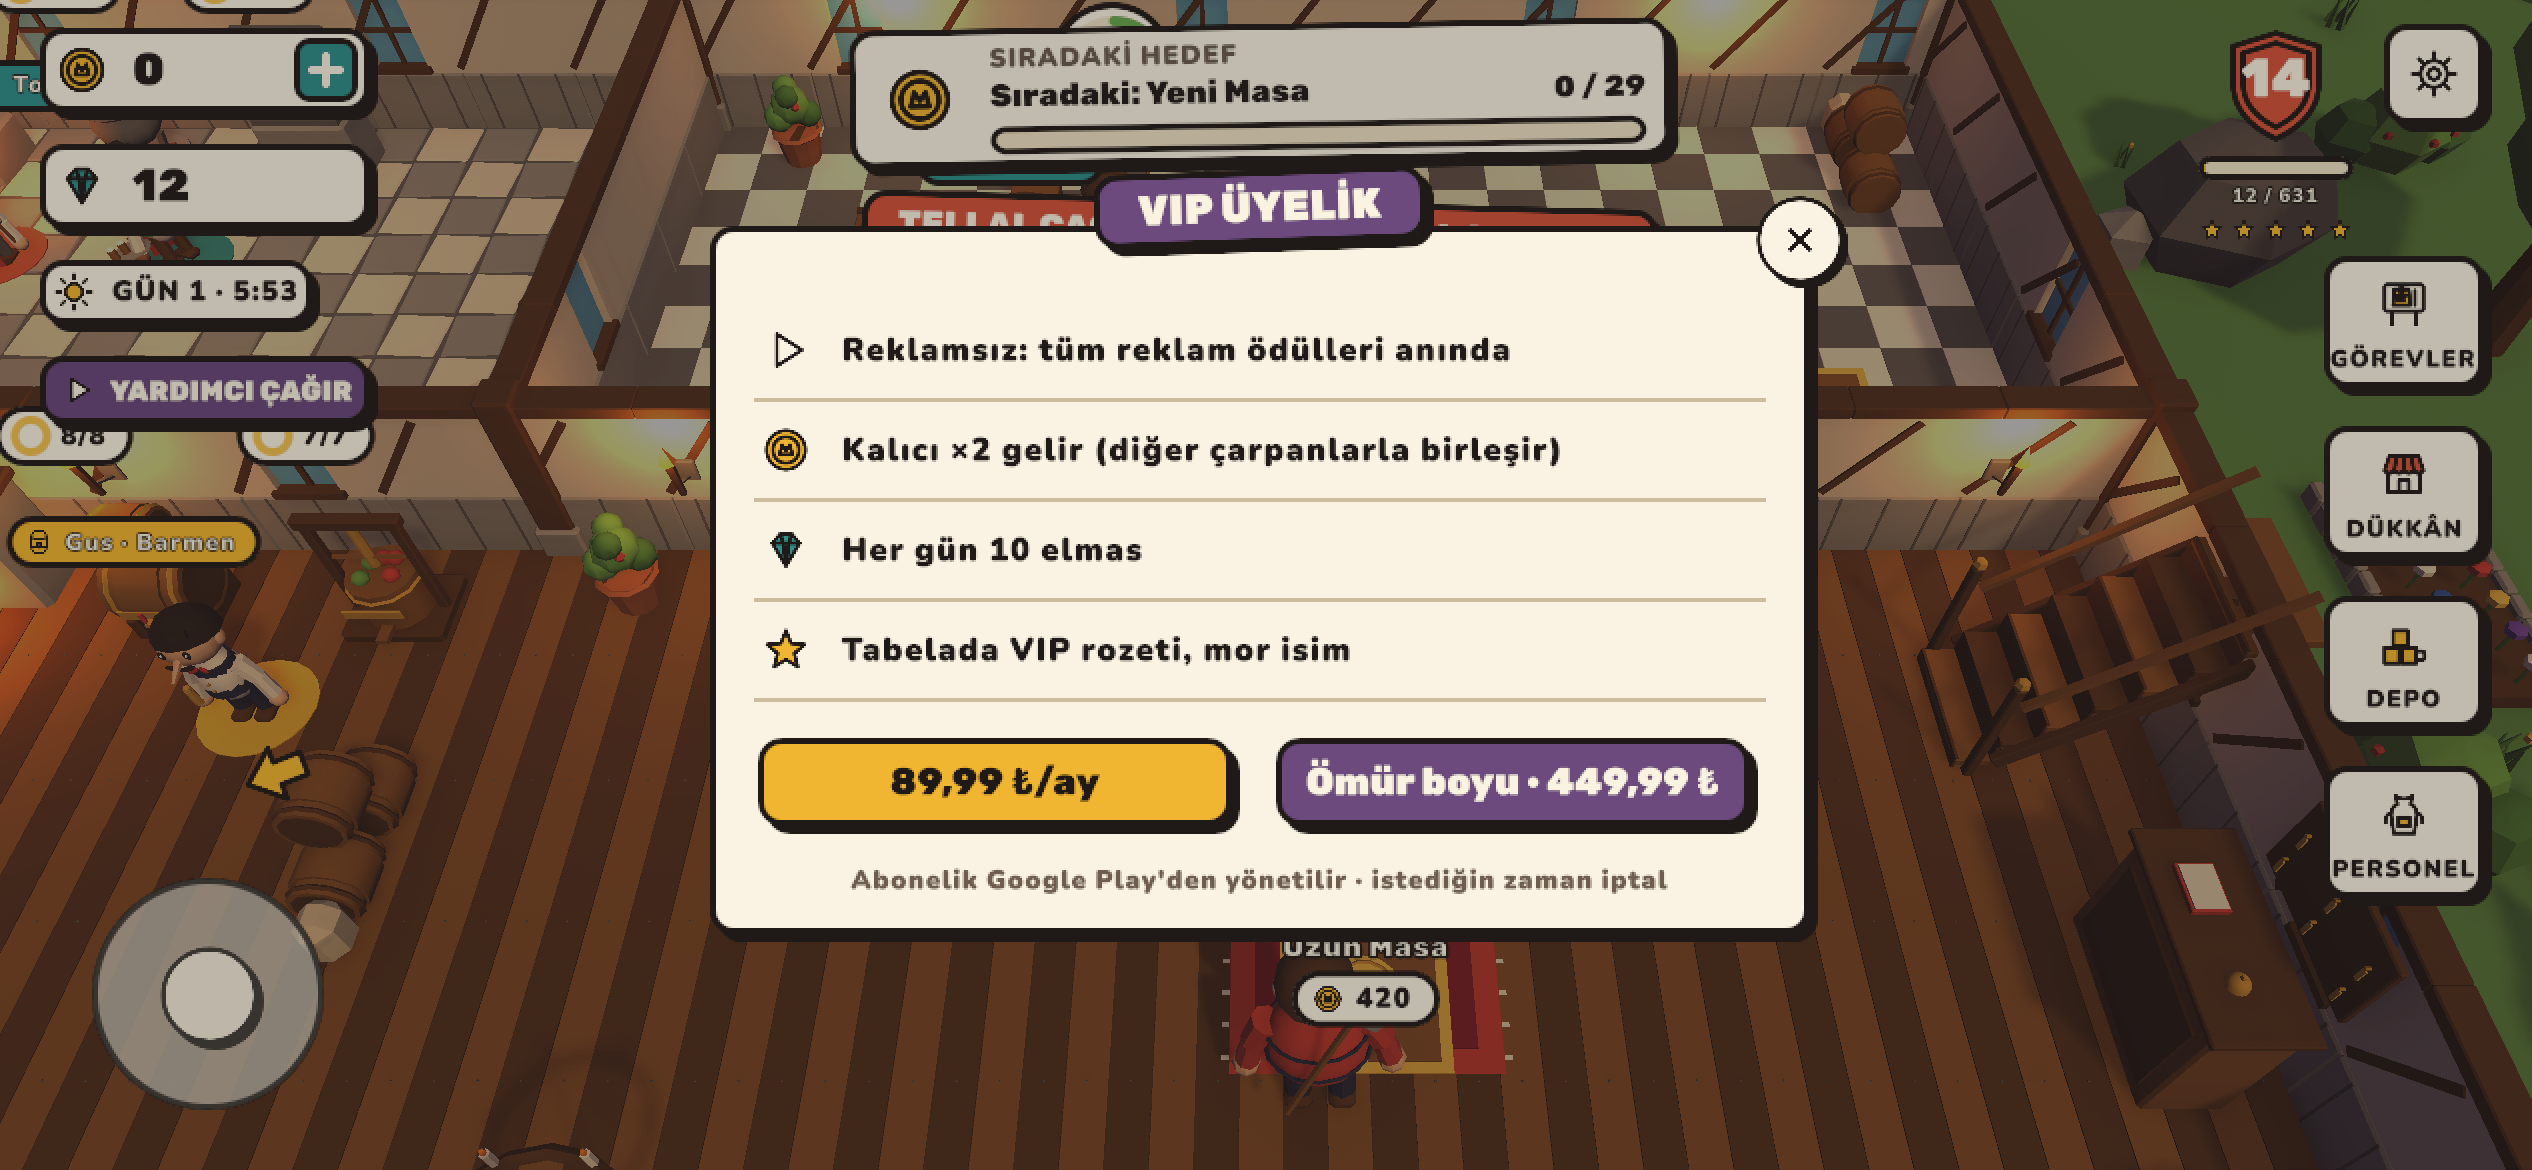 0
SIRADAKİ HEDEF
Sıradaki: Yeni Masa
0 / 29
14
12 / 631
12
GÜN 1 · 5:53
YARDIMCI ÇAĞIR
8/8
7/7
Gus · Barmen
VIP ÜYELİK
Reklamsız: tüm reklam ödülleri anında
Kalıcı ×2 gelir (diğer çarpanlarla birleşir)
Her gün 10 elmas
Tabelada VIP rozeti, mor isim
89,99 ₺/ay
Ömür boyu · 449,99 ₺
Abonelik Google Play'den yönetilir · istediğin zaman iptal
Uzun Masa
420
GÖREVLER
DÜKKÂN
DEPO
PERSONEL